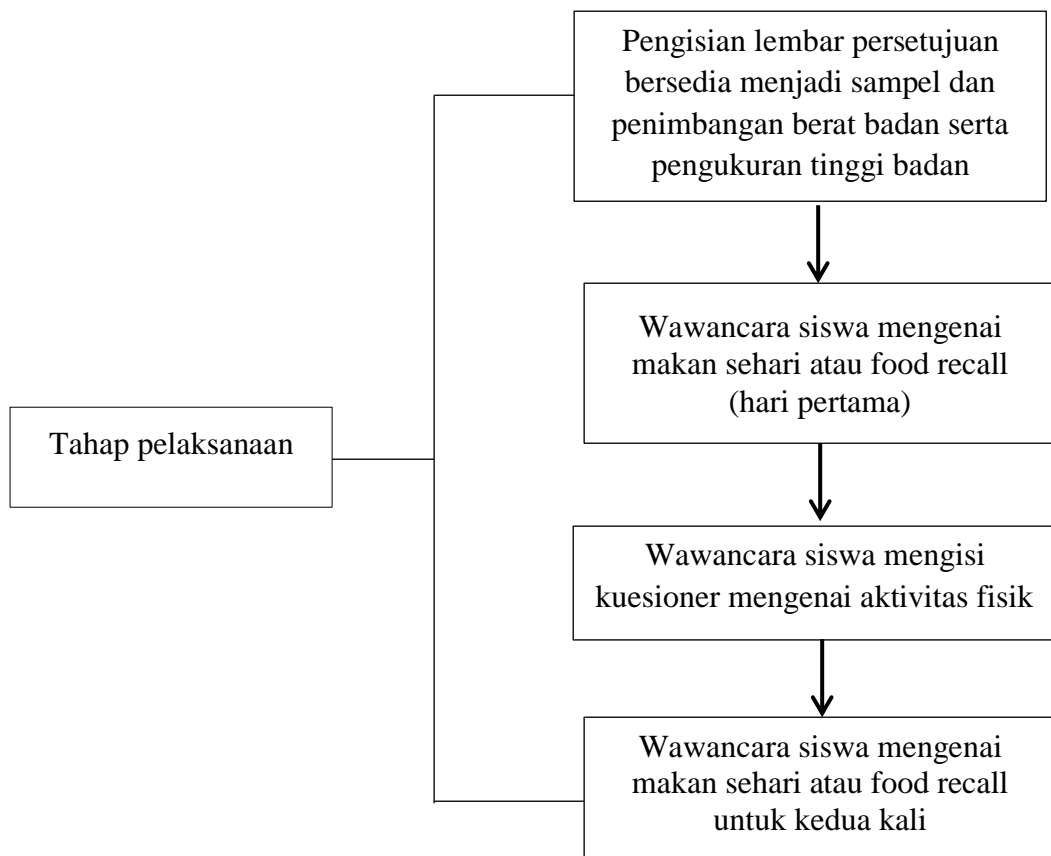 Pengisian lembar persetujuan
bersedia menjadi sampel dan
penimbangan berat badan serta
pengukuran tinggi badan
Wawancara siswa mengenai
makan sehari atau food recall
(hari pertama)
Tahap pelaksanaan
Wawancara siswa mengisi
kuesioner mengenai aktivitas fisik
Wawancara siswa mengenai
makan sehari atau food recall
untuk kedua kali